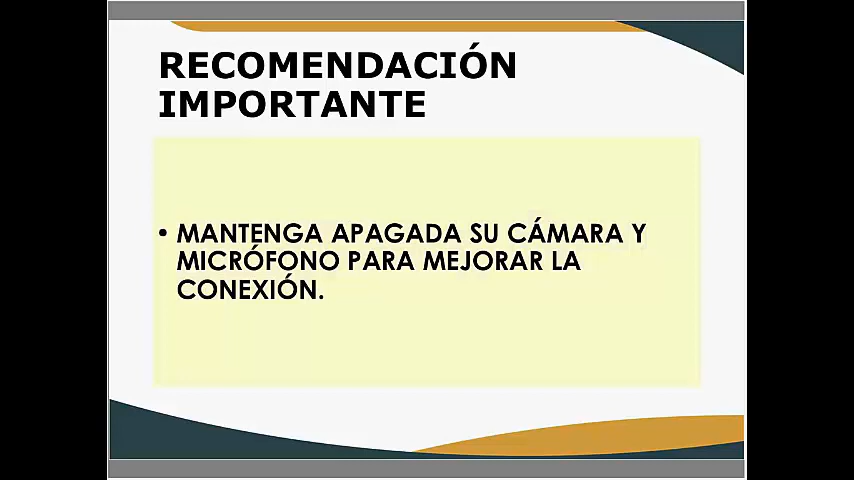 RECOMENDACIÓN
IMPORTANTE
• MANTENGA APAGADA SU CÁMARA Y
MICRÓFONO PARA MEJORAR LA
CONEXIÓN.